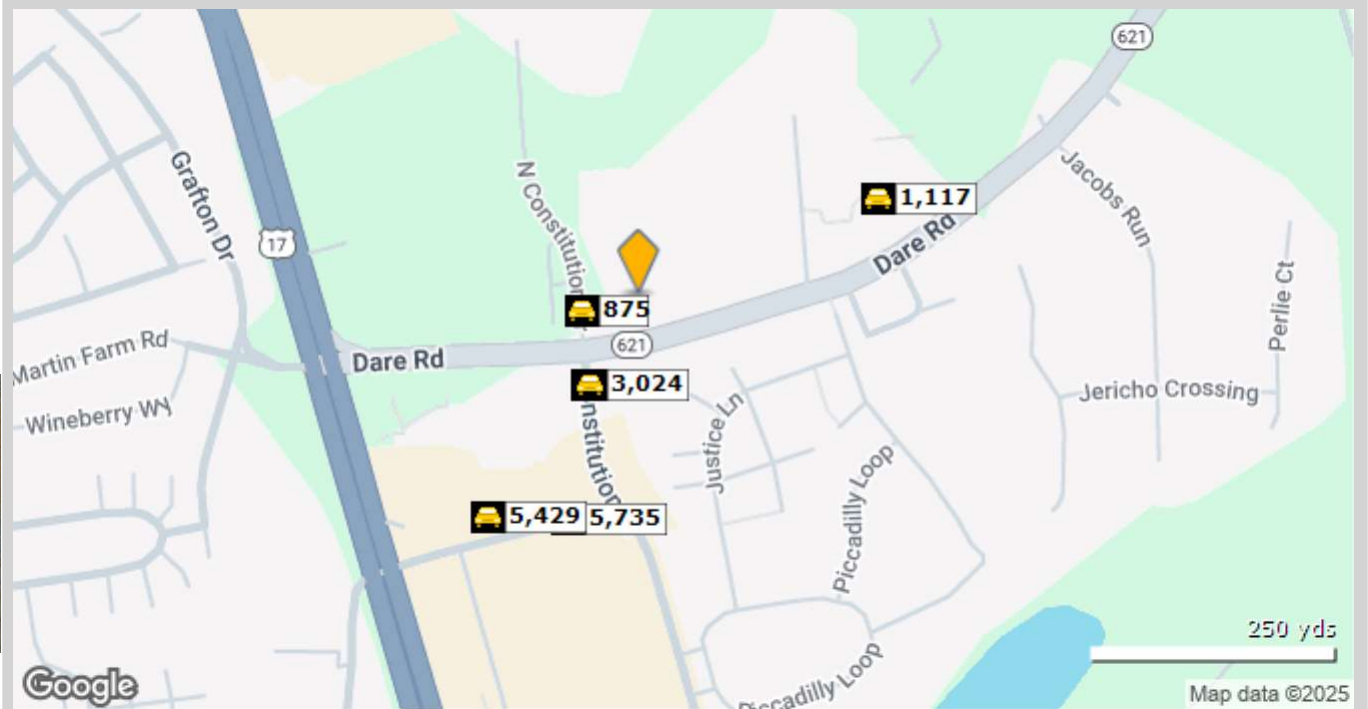 621
Grafton Dr
N Constitution
Jacobs Run
1,117
17
Dare Rd
875
Perlie Ct
621
Martin Farm Rd
Dare Rd
3,024
Jericho Crossing
Wineberry Wy
nstitution
Justice Ln
Piccadilly Loop
5,429
5,735
250 yds
Piccadilly Loop
Google
Map data ©2025